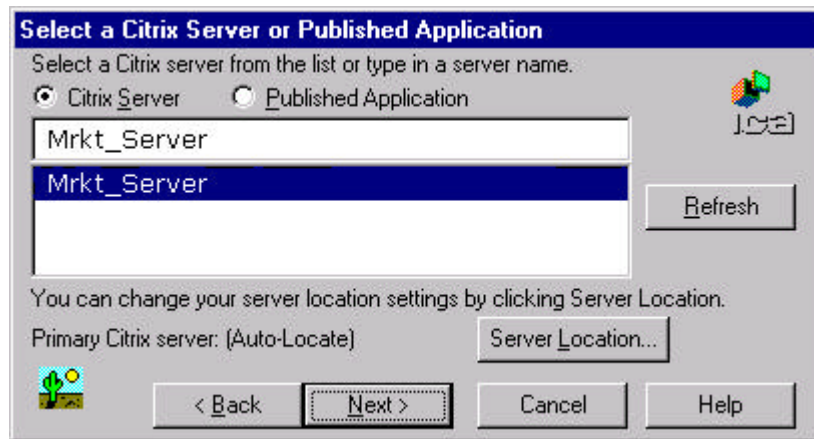 Select a Citrix Server or Published Application
Select a Citrix server from the list or type in a server name.
Citrix Server Published Application
Mrkt_Server
Mrkt_Server
Refresh
You can change your server location settings by clicking Server Location.
Primary Citrix server: (Auto-Locate) Server Location...
< Back Next > Cancel Help